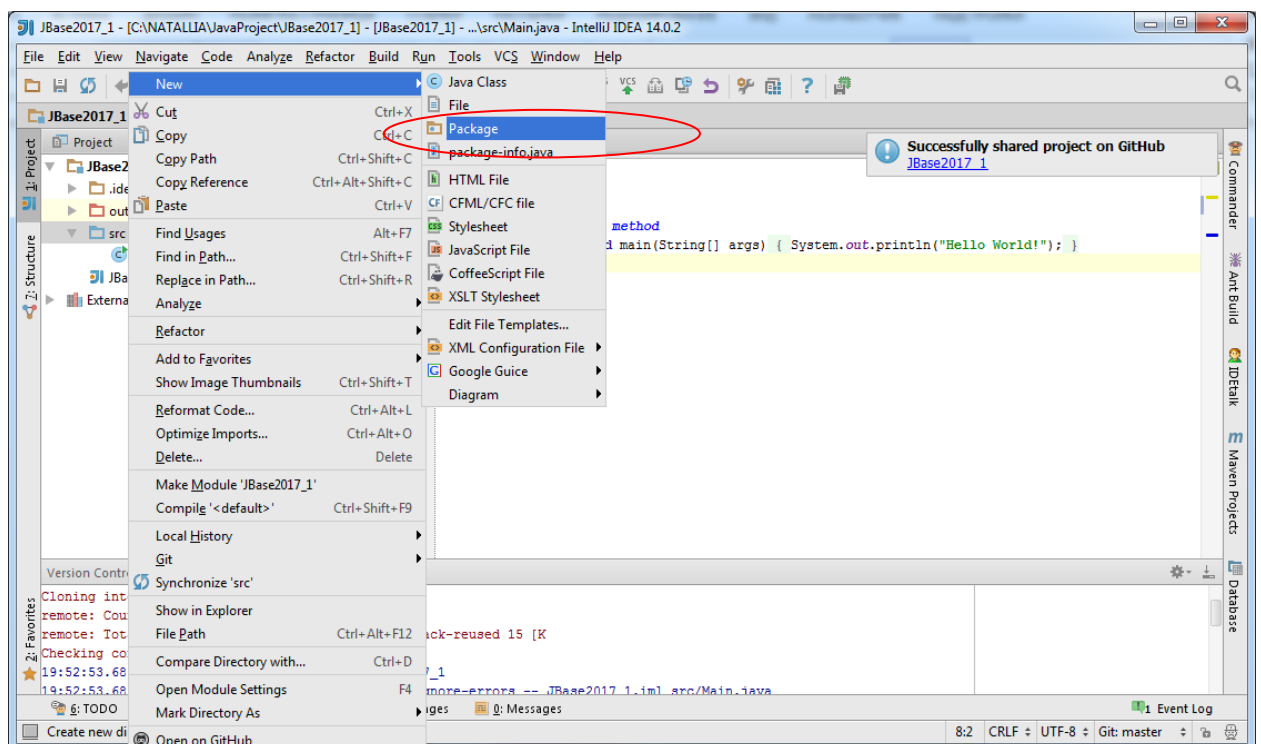 JBase2017_1 - [C:\NATALLIA\JavaProject\JBase2017_1] - [JBase2017_1] - ...\src\Main.java - IntelliJ IDEA 14.0.2
File Edit View Navigate Code Analyze Refactor Build Run Tools VCS Window Help
VCS
JBase2017_1
1: Project
Project
JBase2
.ide
out
src
JBa
Externa
7: Structure
2: Favorites
New
Cut Ctrl+X
Copy Ctrl+C
Copy Path Ctrl+Shift+C
Copy Reference Ctrl+Alt+Shift+C
Paste Ctrl+V
Find Usages Alt+F7
Find in Path... Ctrl+Shift+F
Replace in Path... Ctrl+Shift+R
Analyze
Refactor
Add to Favorites
Show Image Thumbnails Ctrl+Shift+T
Reformat Code... Ctrl+Alt+L
Optimize Imports... Ctrl+Alt+O
Delete... Delete
Make Module 'JBase2017_1'
Compile '<default>' Ctrl+Shift+F9
Local History
Git
Synchronize 'src'
Show in Explorer
File Path Ctrl+Alt+F12
Compare Directory with... Ctrl+D
Open Module Settings F4
Mark Directory As
Open on GitHub
Java Class
File
Package
package-info.java
HTML File
CFML/CFC file
Stylesheet
JavaScript File
CoffeeScript File
XSLT Stylesheet
Edit File Templates...
XML Configuration File
Google Guice
Diagram
Successfully shared project on GitHub
JBase2017_1
method
d main(String[] args) { System.out.println("Hello World!"); }
Commander
Ant Build
IDEtalk
Maven Projects
Database
Version Contr
Cloning int
remote: Cou
remote: Tot ack-reused 15 [K
Checking co
19:52:53.68 7_1
19:52:53.68 gnore-errors -- JBase2017_1.iml src/Main.java
6: TODO ages 0: Messages 1 Event Log
Create new di 8:2 CRLF UTF-8 Git: master